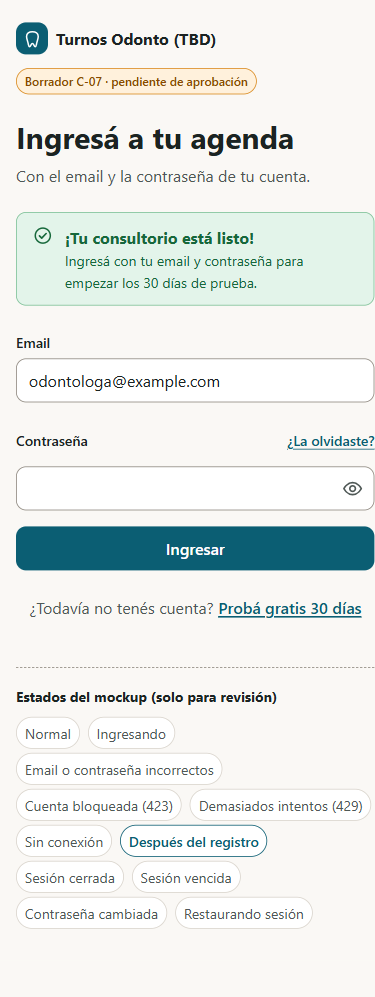 Turnos Odonto (TBD)
Borrador C-07 · pendiente de aprobación
Ingresá a tu agenda
Con el email y la contraseña de tu cuenta.
¡Tu consultorio está listo!
Ingresá con tu email y contraseña para
empezar los 30 días de prueba.
Email
odontologa@example.com
Contraseña ¿La olvidaste?
Ingresar
¿Todavía no tenés cuenta? Probá gratis 30 días
Estados del mockup (solo para revisión)
Normal Ingresando
Email o contraseña incorrectos
Cuenta bloqueada (423) Demasiados intentos (429)
Sin conexión Después del registro
Sesión cerrada Sesión vencida
Contraseña cambiada Restaurando sesión